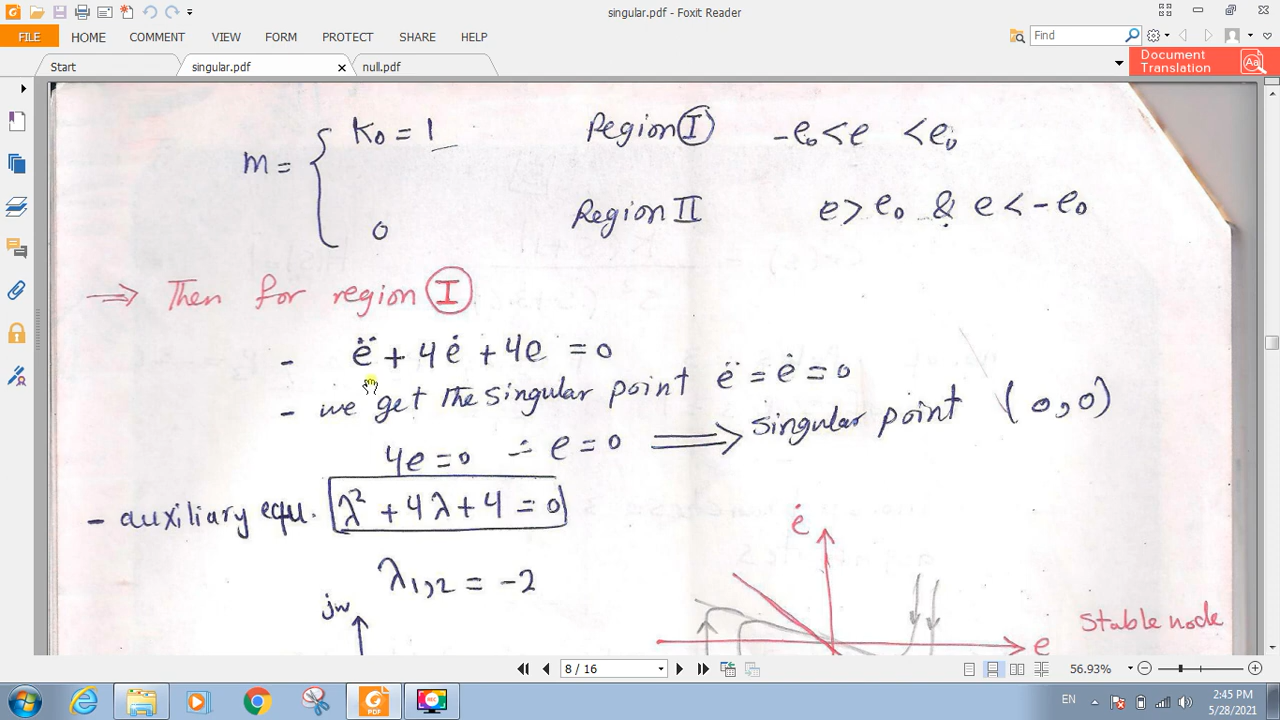 singular.pdf - Foxit Reader
FILE HOME COMMENT VIEW FORM PROTECT SHARE HELP
Find
Start singular.pdf null.pdf
Document Translation
m = { K0 = 1 Region I -e0 < e < e0
0 Region II e > e0 & e < -e0
⇒ Then for region I
- ë + 4ė + 4e = 0
- we get the singular point ë = ė = 0
4e = 0 ∴ e = 0 ⟹ singular point (0,0)
- auxiliary equ. λ² + 4λ + 4 = 0
λ1,2 = -2
jw
ė
Stable node
e
8 / 16
56.93%
EN
2:45 PM
5/28/2021